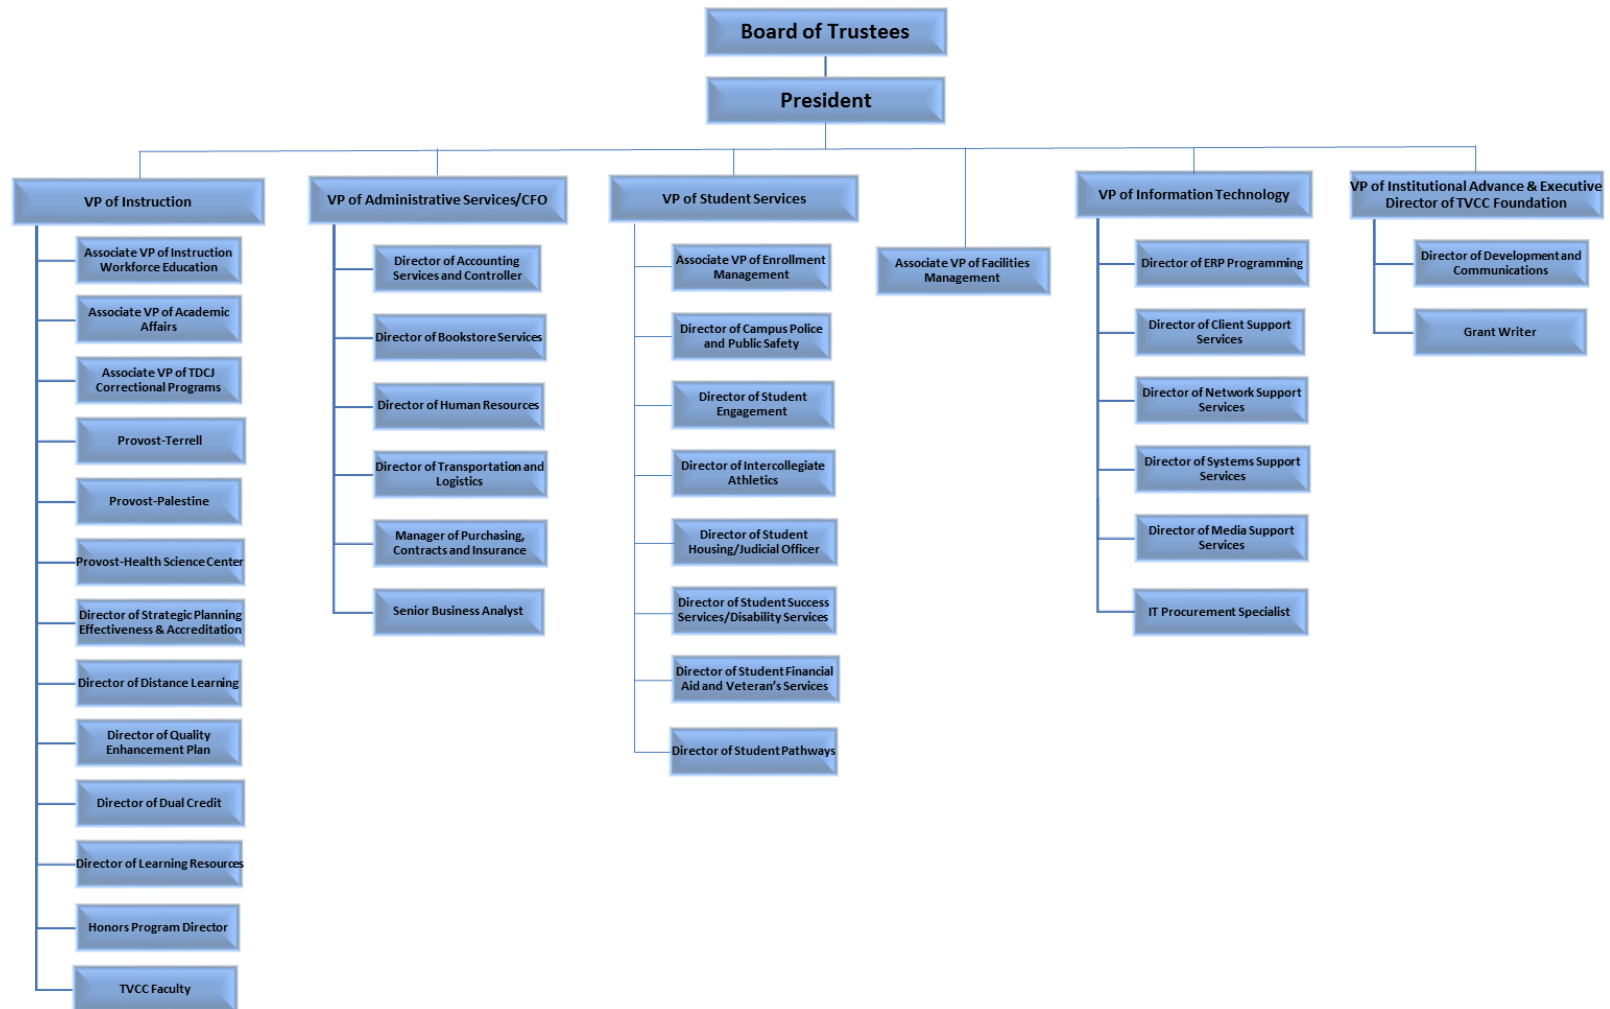 Board of Trustees
President
VP of Instruction
Associate VP of Instruction
Workforce Education
Associate VP of Academic
Affairs
Associate VP of TDCJ
Correctional Programs
Provost-Terrell
Provost-Palestine
Provost-Health Science Center
Director of Strategic Planning
Effectiveness & Accreditation
Director of Distance Learning
Director of Quality
Enhancement Plan
Director of Dual Credit
Director of Learning Resources
Honors Program Director
TVCC Faculty
VP of Administrative Services/CFO
Director of Accounting
Services and Controller
Director of Bookstore Services
Director of Human Resources
Director of Transportation and
Logistics
Manager of Purchasing,
Contracts and Insurance
Senior Business Analyst
VP of Student Services
Associate VP of Enrollment
Management
Director of Campus Police
and Public Safety
Director of Student
Engagement
Director of Intercollegiate
Athletics
Director of Student
Housing/Judicial Officer
Director of Student Success
Services/Disability Services
Director of Student Financial
Aid and Veteran’s Services
Director of Student Pathways
Associate VP of Facilities
Management
VP of Information Technology
Director of ERP Programming
Director of Client Support
Services
Director of Network Support
Services
Director of Systems Support
Services
Director of Media Support
Services
IT Procurement Specialist
VP of Institutional Advance & Executive
Director of TVCC Foundation
Director of Development and
Communications
Grant Writer